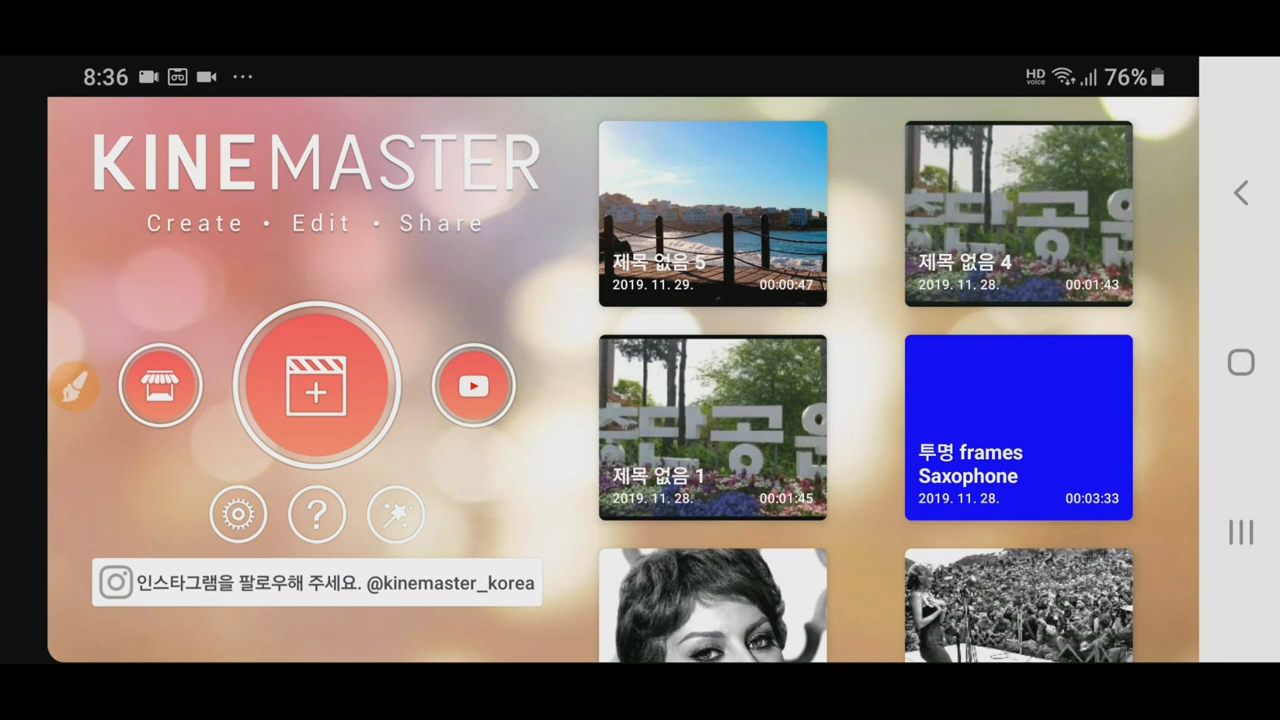 8:36
HD voice
76%
KINEMASTER
Create • Edit • Share
인스타그램을 팔로우해 주세요. @kinemaster_korea
제목 없음 5
2019. 11. 29. 00:00:47
제목 없음 4
2019. 11. 28. 00:01:43
제목 없음 1
2019. 11. 28. 00:01:45
투명 frames
Saxophone
2019. 11. 28. 00:03:33